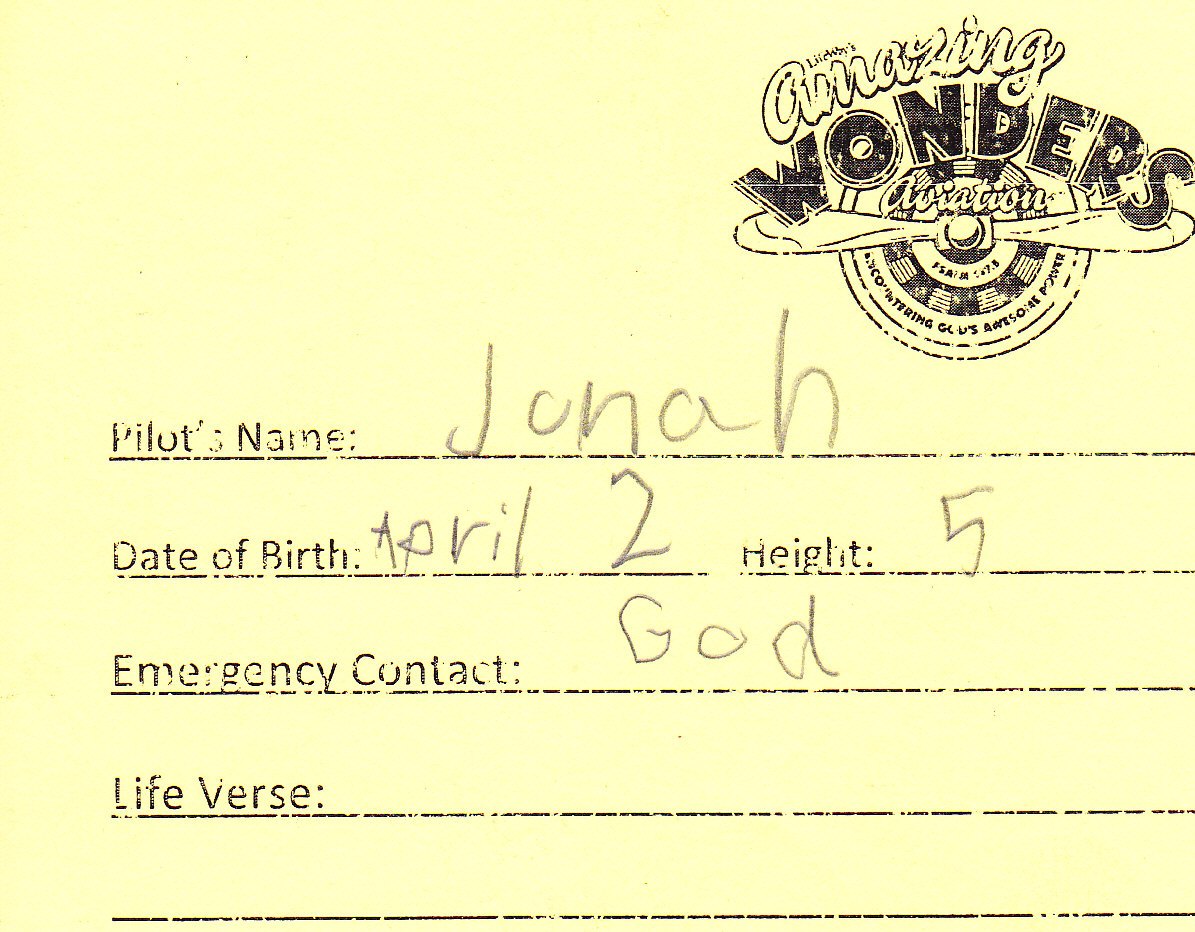 LifeWay's
Amazing
WONDERS
Aviation
ENCOUNTERING GOD'S AWESOME POWER
Pilot's Name: Jonah
Date of Birth: April 2 Height: 5
Emergency Contact: God
Life Verse: